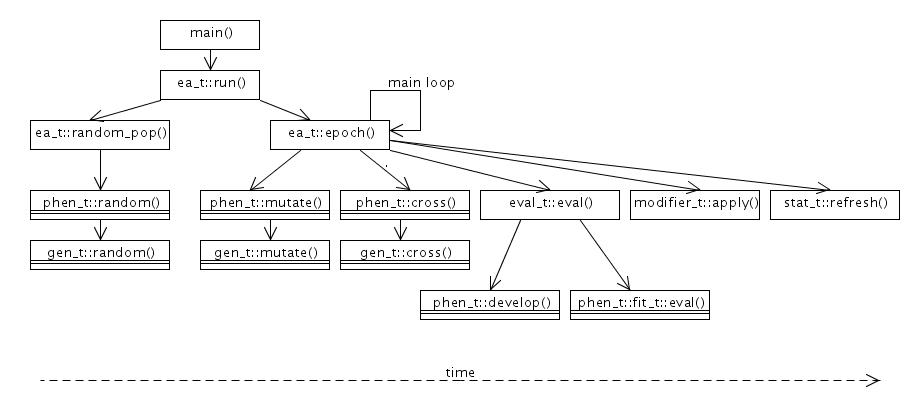 main()
ea_t::run()
main loop
ea_t::random_pop()
ea_t::epoch()
phen_t::random()
phen_t::mutate()
phen_t::cross()
eval_t::eval()
modifier_t::apply()
stat_t::refresh()
gen_t::random()
gen_t::mutate()
gen_t::cross()
phen_t::develop()
phen_t::fit_t::eval()
time